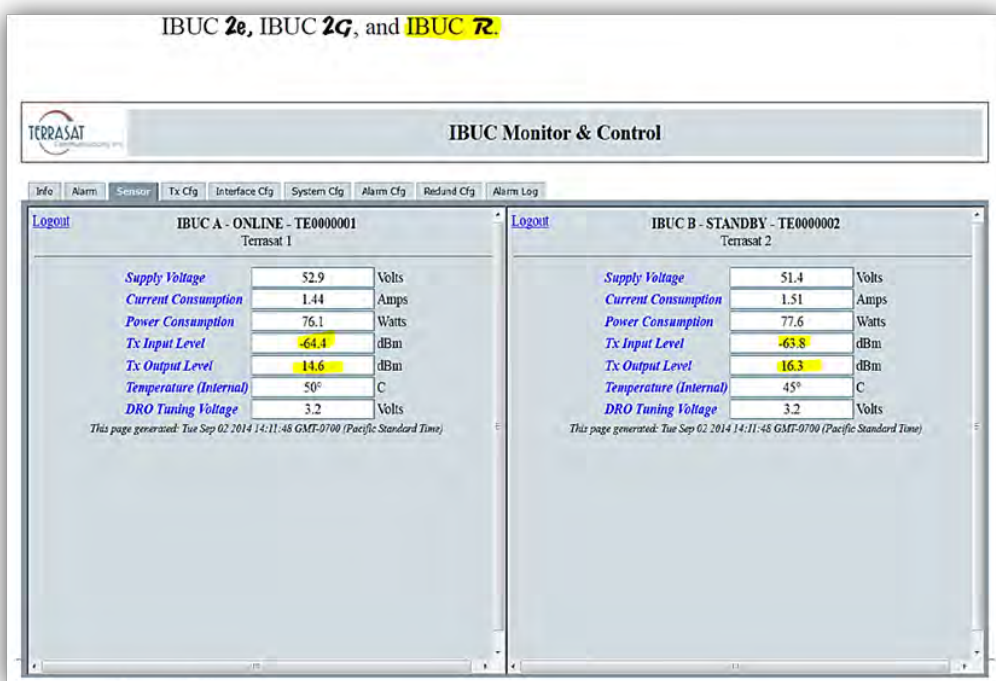 IBUC 2e, IBUC 2G, and IBUC R.
TERRASAT
IBUC Monitor & Control
Info Alarm Sensor Tx Cfg Interface Cfg System Cfg Alarm Cfg Redund Cfg Alarm Log
Logout
IBUC A - ONLINE - TE0000001
Terrasat 1
Supply Voltage 52.9 Volts
Current Consumption 1.44 Amps
Power Consumption 76.1 Watts
Tx Input Level -64.4 dBm
Tx Output Level 14.6 dBm
Temperature (Internal) 50° C
DRO Tuning Voltage 3.2 Volts
This page generated: Tue Sep 02 2014 14:11:48 GMT-0700 (Pacific Standard Time)
Logout
IBUC B - STANDBY - TE0000002
Terrasat 2
Supply Voltage 51.4 Volts
Current Consumption 1.51 Amps
Power Consumption 77.6 Watts
Tx Input Level -63.8 dBm
Tx Output Level 16.3 dBm
Temperature (Internal) 45° C
DRO Tuning Voltage 3.2 Volts
This page generated: Tue Sep 02 2014 14:11:48 GMT-0700 (Pacific Standard Time)